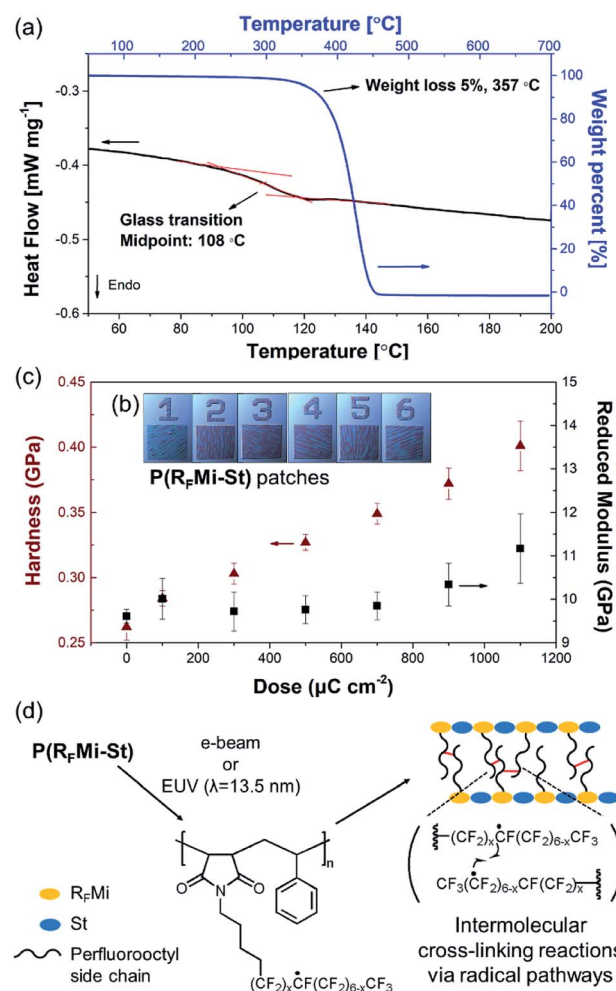 (a)
Temperature [°C]
100 200 300 400 500 600 700
-0.3
-0.4
-0.5
-0.6
Heat Flow [mW mg⁻¹]
Weight loss 5%, 357 °C
Glass transition
Midpoint: 108 °C
Endo
100
80
60
40
20
0
Weight percent [%]
60 80 100 120 140 160 180 200
Temperature [°C]
(c)
0.45
0.40
0.35
0.30
0.25
Hardness (GPa)
(b)
1 2 3 4 5 6
P(R_FMi-St) patches
15
14
13
12
11
10
9
Reduced Modulus (GPa)
0 200 400 600 800 1000 1200
Dose (µC cm⁻²)
(d)
P(R_FMi-St)
e-beam
or
EUV (λ=13.5 nm)
n
O N O
(CF₂)ₓĊF(CF₂)₆₋ₓCF₃
R_FMi
St
Perfluorooctyl
side chain
(CF₂)ₓĊF(CF₂)₆₋ₓCF₃
CF₃(ĊF₂)₆₋ₓCF(CF₂)ₓ
Intermolecular
cross-linking reactions
via radical pathways